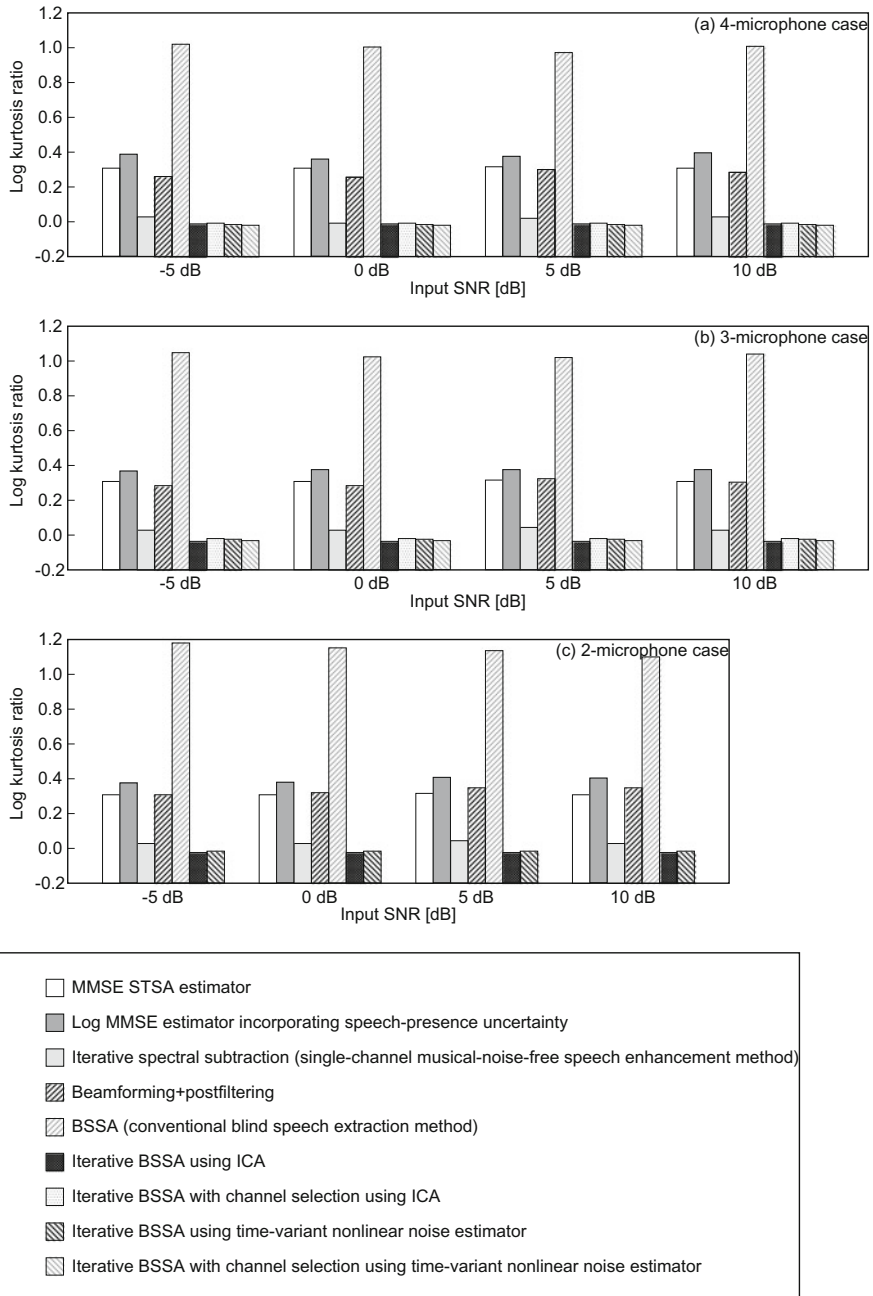 (a) 4-microphone case
Log kurtosis ratio
1.2
1.0
0.8
0.6
0.4
0.2
0.0
-0.2
-5 dB 0 dB 5 dB 10 dB
Input SNR [dB]
(b) 3-microphone case
Log kurtosis ratio
1.2
1.0
0.8
0.6
0.4
0.2
0.0
-0.2
-5 dB 0 dB 5 dB 10 dB
Input SNR [dB]
(c) 2-microphone case
Log kurtosis ratio
1.2
1.0
0.8
0.6
0.4
0.2
0.0
-0.2
-5 dB 0 dB 5 dB 10 dB
Input SNR [dB]
MMSE STSA estimator
Log MMSE estimator incorporating speech-presence uncertainty
Iterative spectral subtraction (single-channel musical-noise-free speech enhancement method)
Beamforming+postfiltering
BSSA (conventional blind speech extraction method)
Iterative BSSA using ICA
Iterative BSSA with channel selection using ICA
Iterative BSSA using time-variant nonlinear noise estimator
Iterative BSSA with channel selection using time-variant nonlinear noise estimator